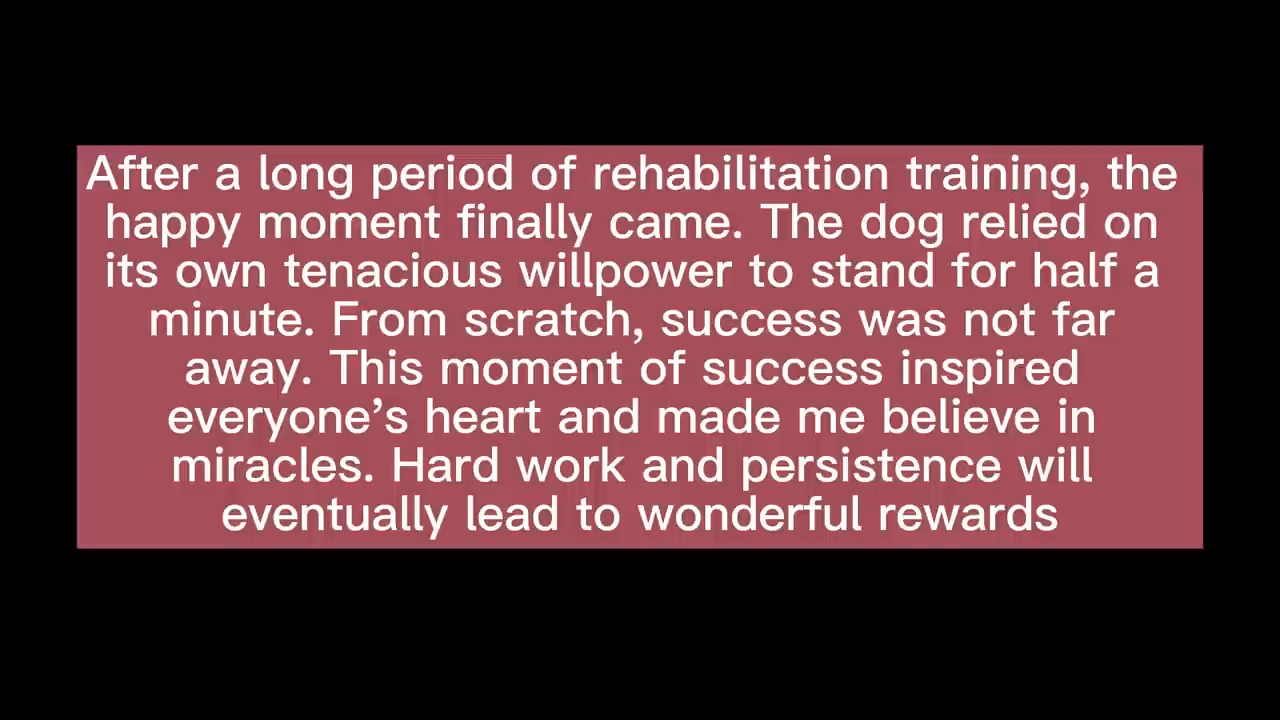 After a long period of rehabilitation training, the
happy moment finally came. The dog relied on
its own tenacious willpower to stand for half a
minute. From scratch, success was not far
away. This moment of success inspired
everyone’s heart and made me believe in
miracles. Hard work and persistence will
eventually lead to wonderful rewards